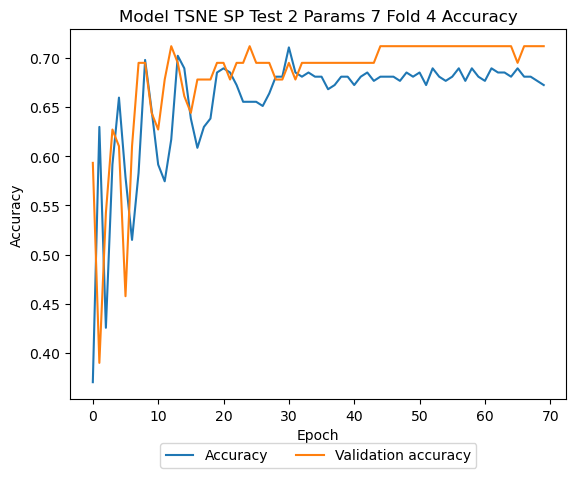 Model TSNE SP Test 2 Params 7 Fold 4 Accuracy
0.70
0.65
0.60
0.55
0.50
0.45
0.40
Accuracy
0 10 20 30 40 50 60 70
Epoch
Accuracy Validation accuracy